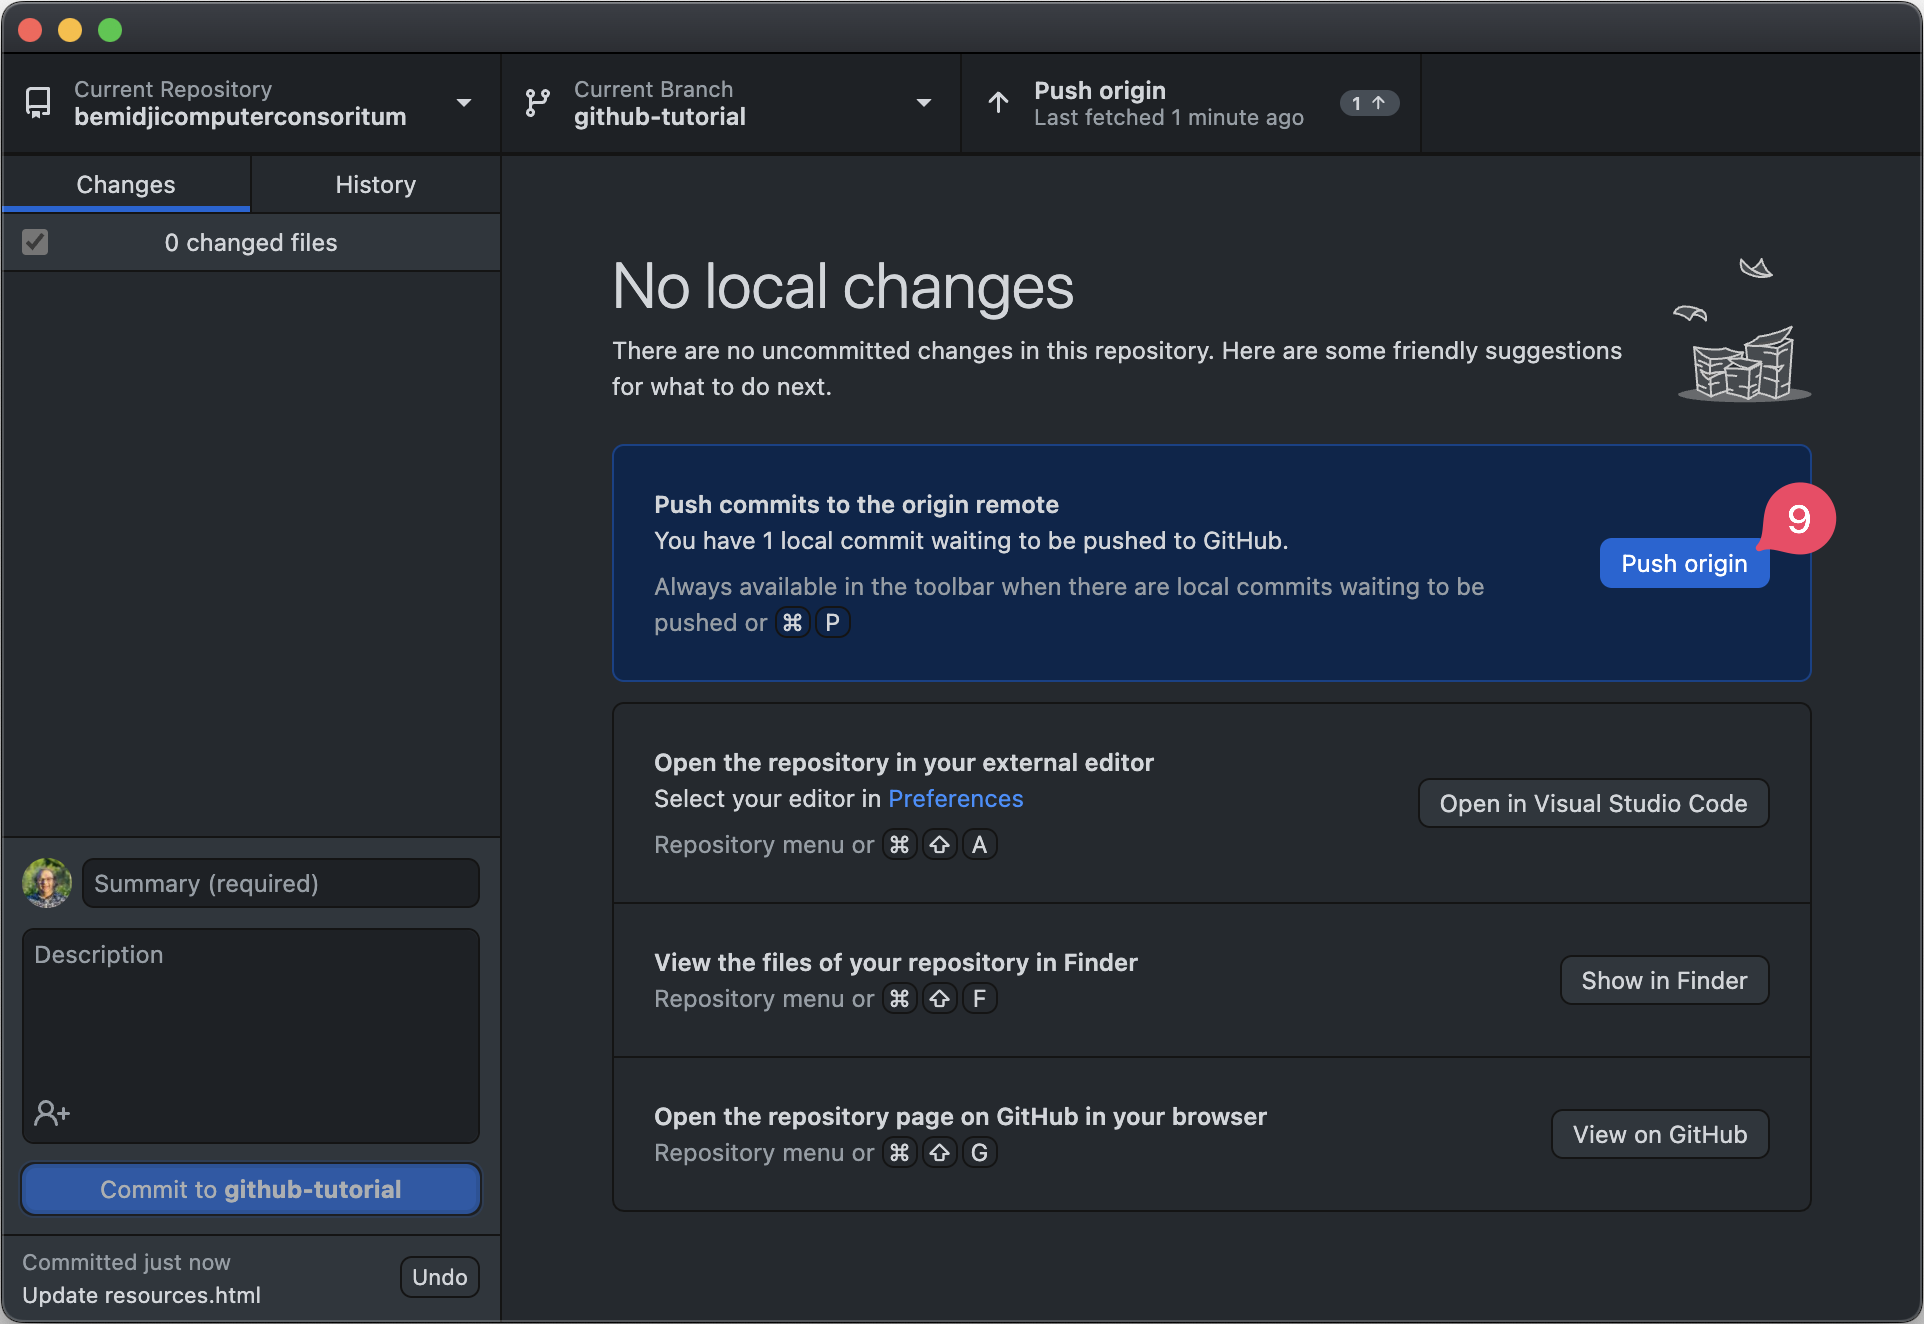 Current Repository
bemidjicomputerconsoritum
Current Branch
github-tutorial
Push origin
Last fetched 1 minute ago
1 ↑
Changes
History
0 changed files
No local changes
There are no uncommitted changes in this repository. Here are some friendly suggestions
for what to do next.
Push commits to the origin remote
You have 1 local commit waiting to be pushed to GitHub.
Always available in the toolbar when there are local commits waiting to be
pushed or ⌘ P
Push origin
9
Open the repository in your external editor
Select your editor in Preferences
Repository menu or ⌘ ⇧ A
Open in Visual Studio Code
View the files of your repository in Finder
Repository menu or ⌘ ⇧ F
Show in Finder
Open the repository page on GitHub in your browser
Repository menu or ⌘ ⇧ G
View on GitHub
Summary (required)
Description
Commit to github-tutorial
Committed just now
Update resources.html
Undo